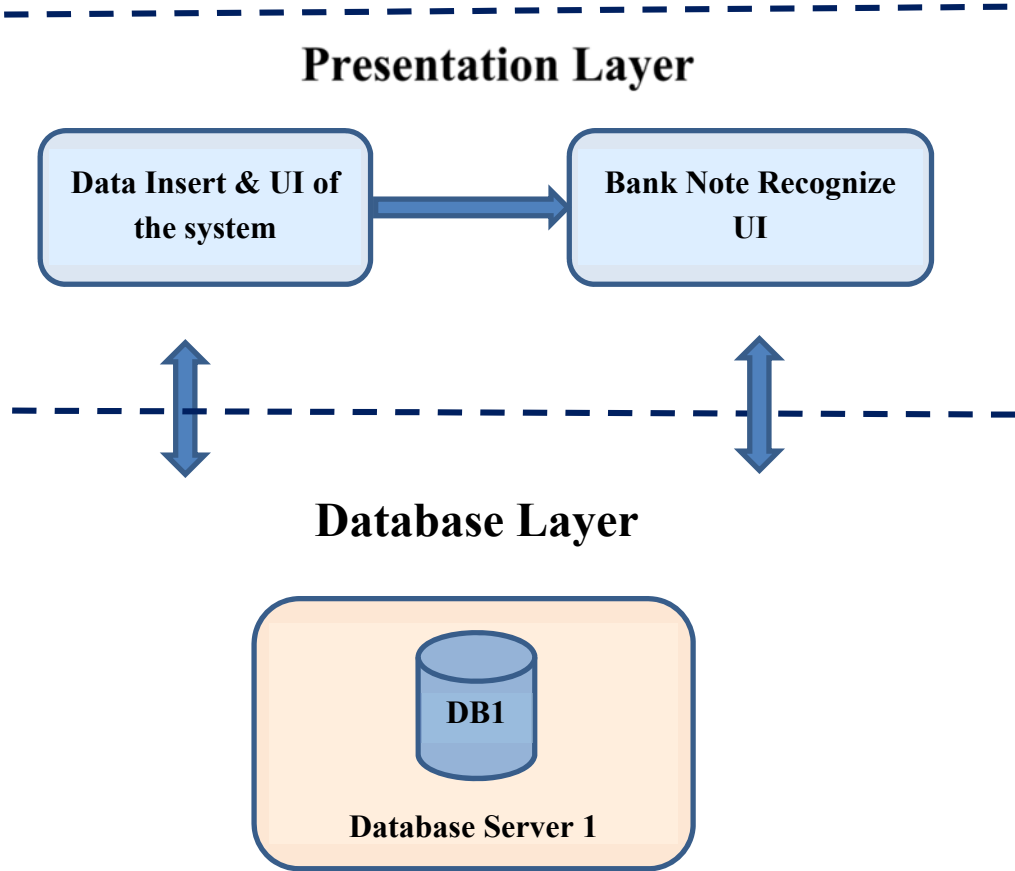 Presentation Layer
Data Insert & UI of
the system
Bank Note Recognize
UI
Database Layer
DB1
Database Server 1